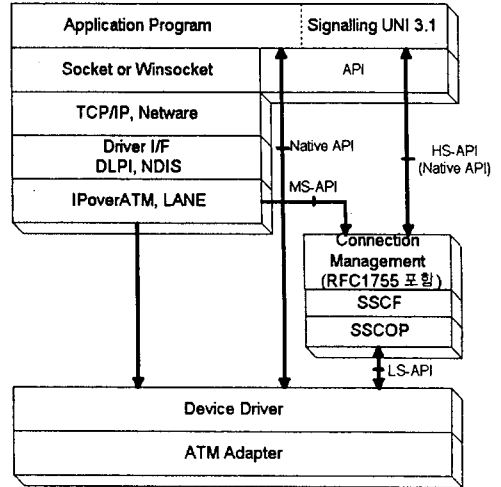 Application Program
Signalling UNI 3.1
Socket or Winsocket
API
TCP/IP, Netware
Driver I/F
DLPI, NDIS
Native API
HS-API
(Native API)
IPoverATM, LANE
MS-API
Connection
Management
(RFC1755 포함)
SSCF
SSCOP
LS-API
Device Driver
ATM Adapter